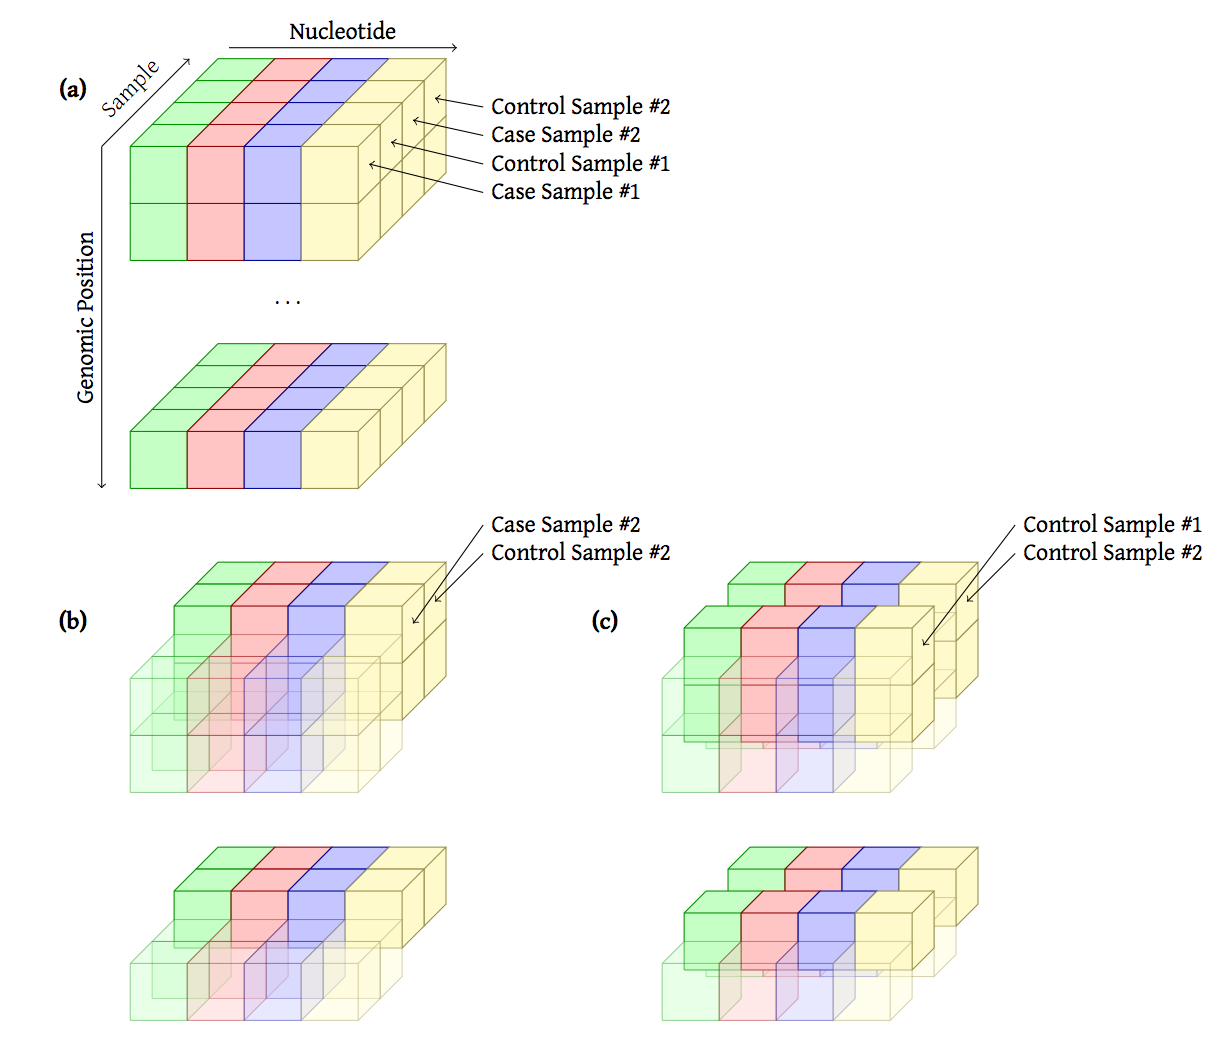 Nucleotide
Sample
(a)
Control Sample #2
Case Sample #2
Control Sample #1
Case Sample #1
Genomic Position
...
Case Sample #2
Control Sample #2
(b)
Control Sample #1
Control Sample #2
(c)